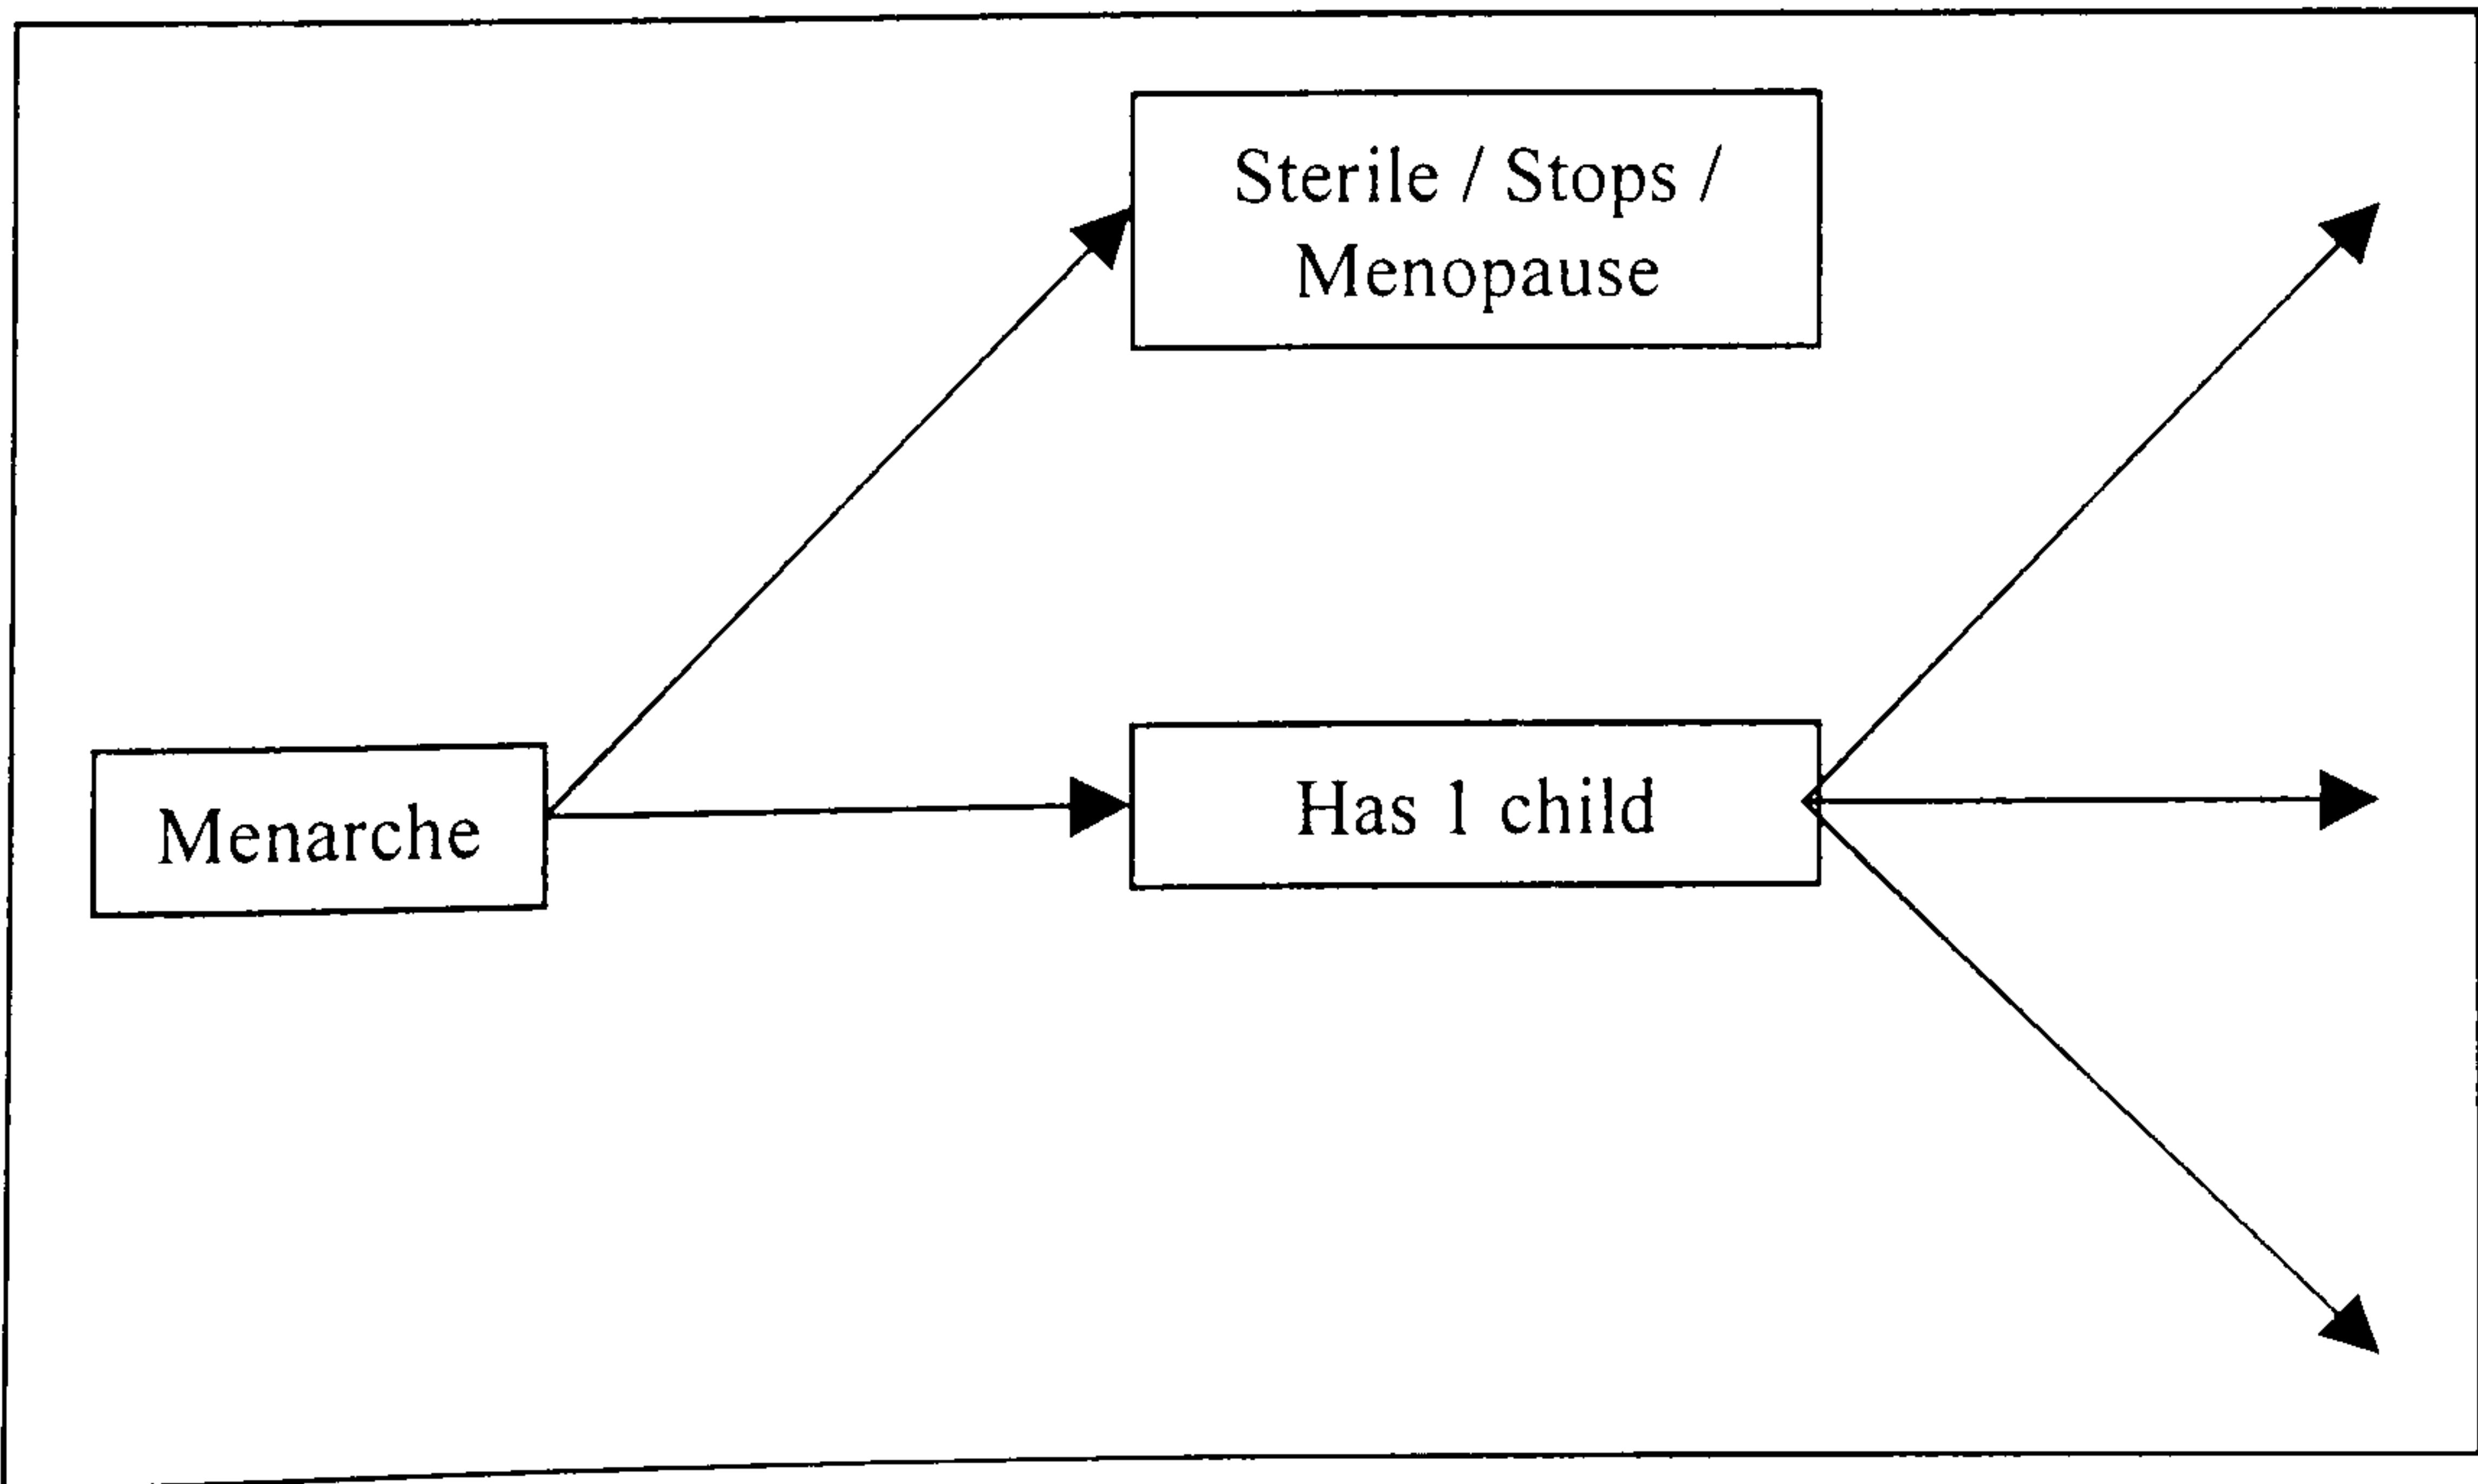 Sterile / Stops /
Menopause
Menarche
Has 1 child